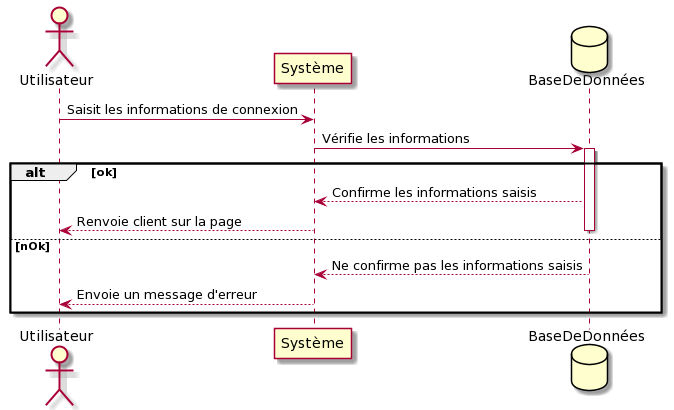 Utilisateur
Système
BaseDeDonnées
Saisit les informations de connexion
Vérifie les informations
alt [ok]
Confirme les informations saisis
Renvoie client sur la page
[nOk]
Ne confirme pas les informations saisis
Envoie un message d'erreur
Utilisateur
Système
BaseDeDonnées